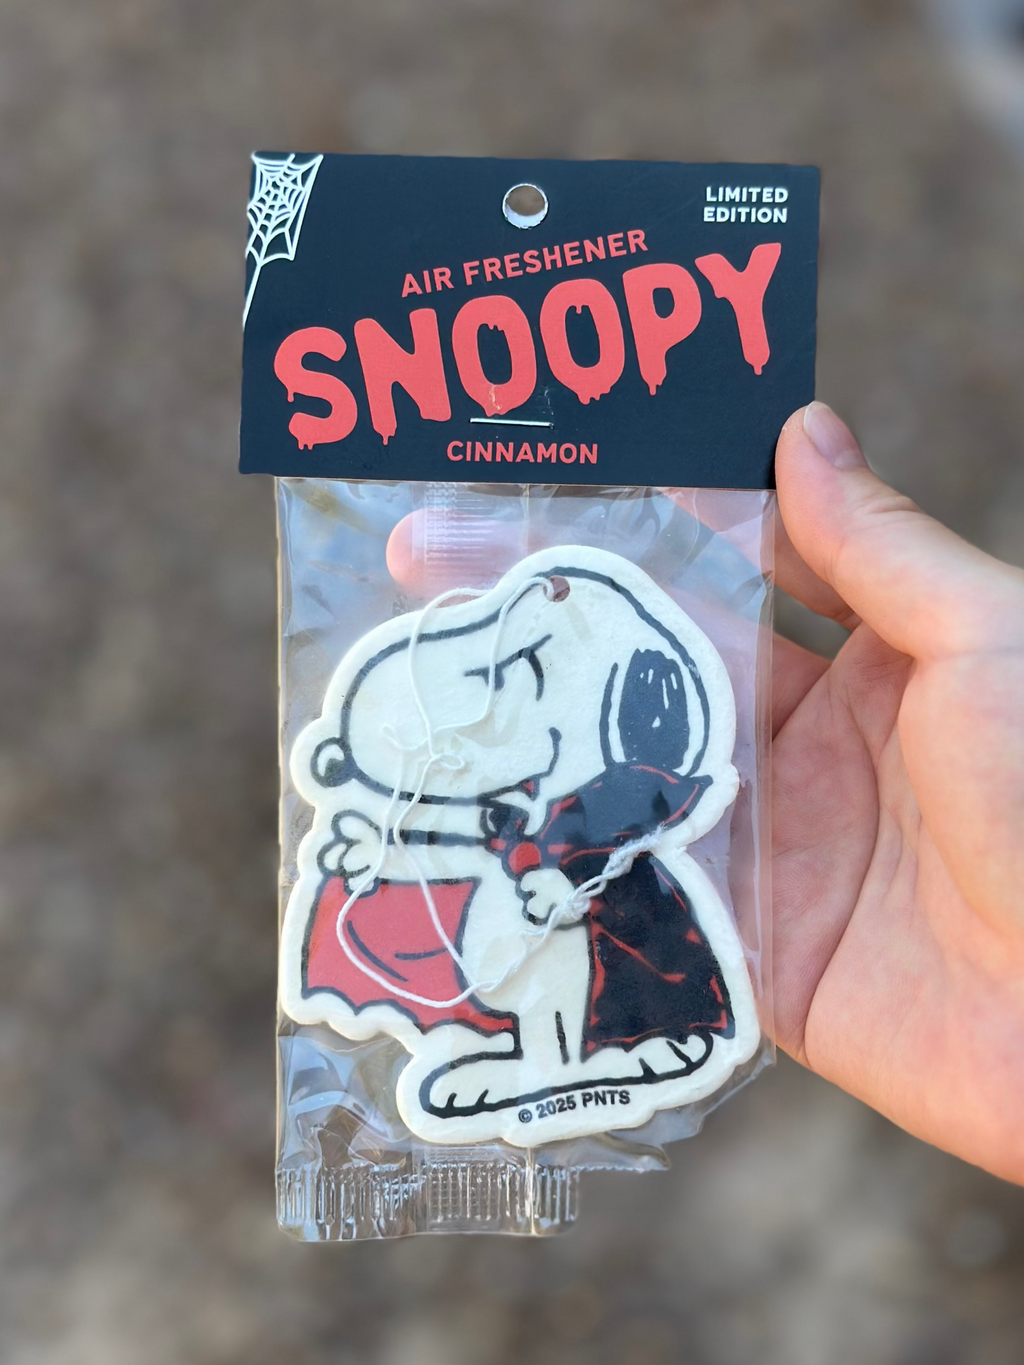 LIMITED
EDITION
AIR FRESHENER
SNOOPY
CINNAMON
© 2025 PNTS